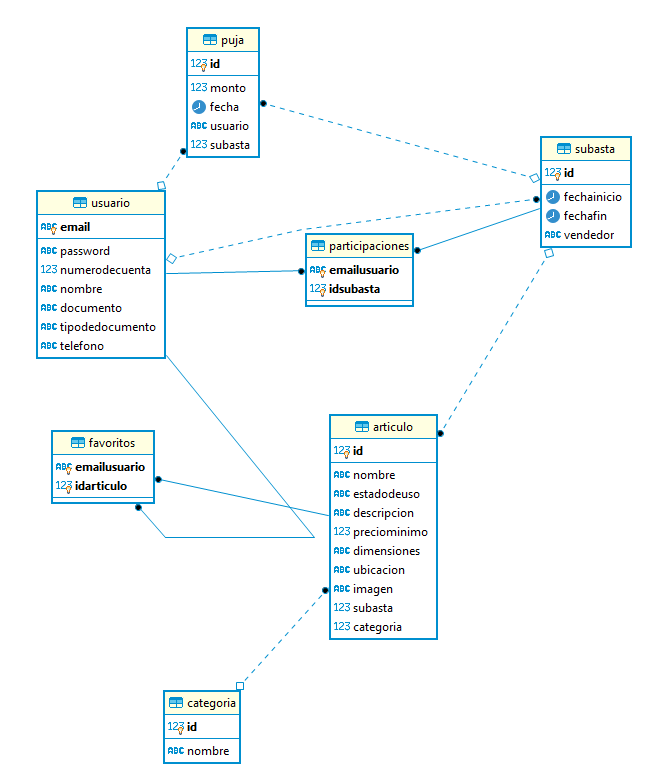 puja
123 id
123 monto
fecha
ABC usuario
123 subasta
subasta
123 id
fechainicio
fechafin
ABC vendedor
usuario
ABC email
ABC password
123 numerodecuenta
ABC nombre
ABC documento
ABC tipodedocumento
ABC telefono
participaciones
ABC emailusuario
123 idsubasta
favoritos
ABC emailusuario
123 idarticulo
articulo
123 id
ABC nombre
ABC estadodeuso
ABC descripcion
123 preciominimo
ABC dimensiones
ABC ubicacion
ABC imagen
123 subasta
123 categoria
categoria
123 id
ABC nombre